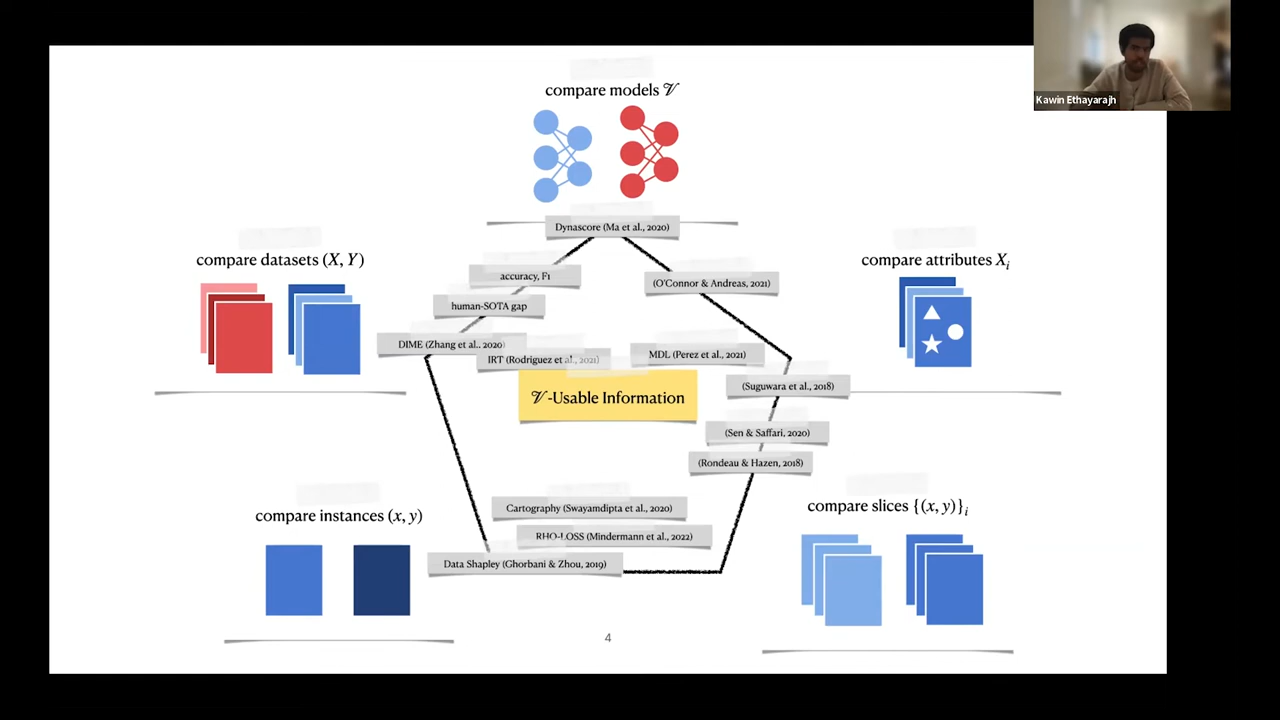 Kawin Ethayarajh
compare models 𝒱
Dynascore (Ma et al., 2020)
compare datasets (X, Y)
compare attributes Xᵢ
accuracy, F1
(O'Connor & Andreas, 2021)
human-SOTA gap
DIME (Zhang et al.. 2020)
IRT (Rodriguez et al., 2021)
MDL (Perez et al., 2021)
𝒱-Usable Information
(Suguwara et al., 2018)
(Sen & Saffari, 2020)
(Rondeau & Hazen, 2018)
compare instances (x, y)
Cartography (Swayamdipta et al., 2020)
compare slices {(x, y)}ᵢ
RHO-LOSS (Mindermann et al., 2022)
Data Shapley (Ghorbani & Zhou, 2019)
4